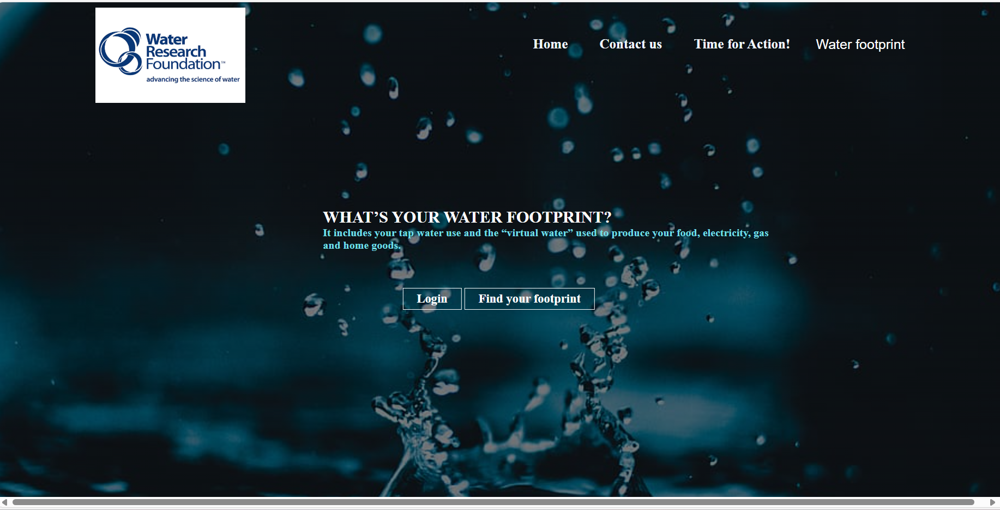 Water
Research
Foundation℠
advancing the science of water
Home Contact us Time for Action! Water footprint
WHAT’S YOUR WATER FOOTPRINT?
It includes your tap water use and the “virtual water” used to produce your food, electricity, gas
and home goods.
Login Find your footprint